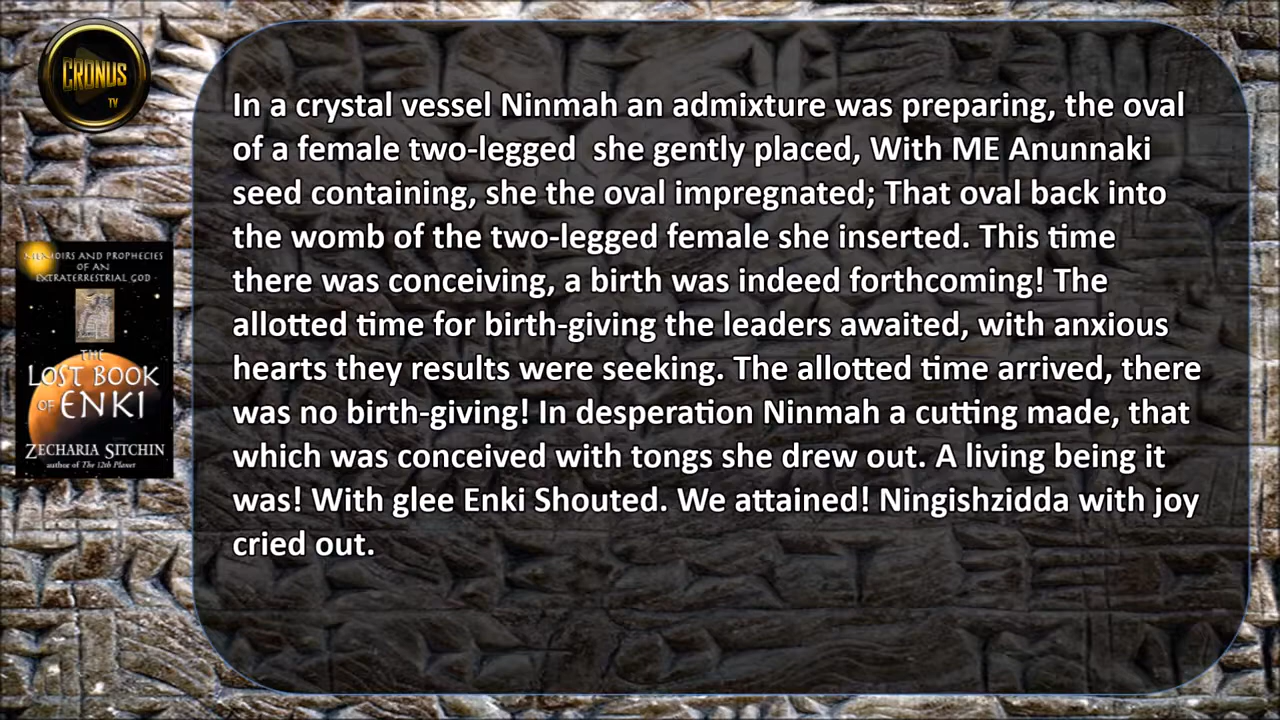 CRONUS
TV
In a crystal vessel Ninmah an admixture was preparing, the oval
of a female two-legged she gently placed, With ME Anunnaki
seed containing, she the oval impregnated; That oval back into
the womb of the two-legged female she inserted. This time
there was conceiving, a birth was indeed forthcoming! The
allotted time for birth-giving the leaders awaited, with anxious
hearts they results were seeking. The allotted time arrived, there
was no birth-giving! In desperation Ninmah a cutting made, that
which was conceived with tongs she drew out. A living being it
was! With glee Enki Shouted. We attained! Ningishzidda with joy
cried out.
MEMOIRS AND PROPHECIES
OF AN
EXTRATERRESTRIAL GOD
THE
LOST BOOK
OF ENKI
ZECHARIA SITCHIN
author of The 12th Planet